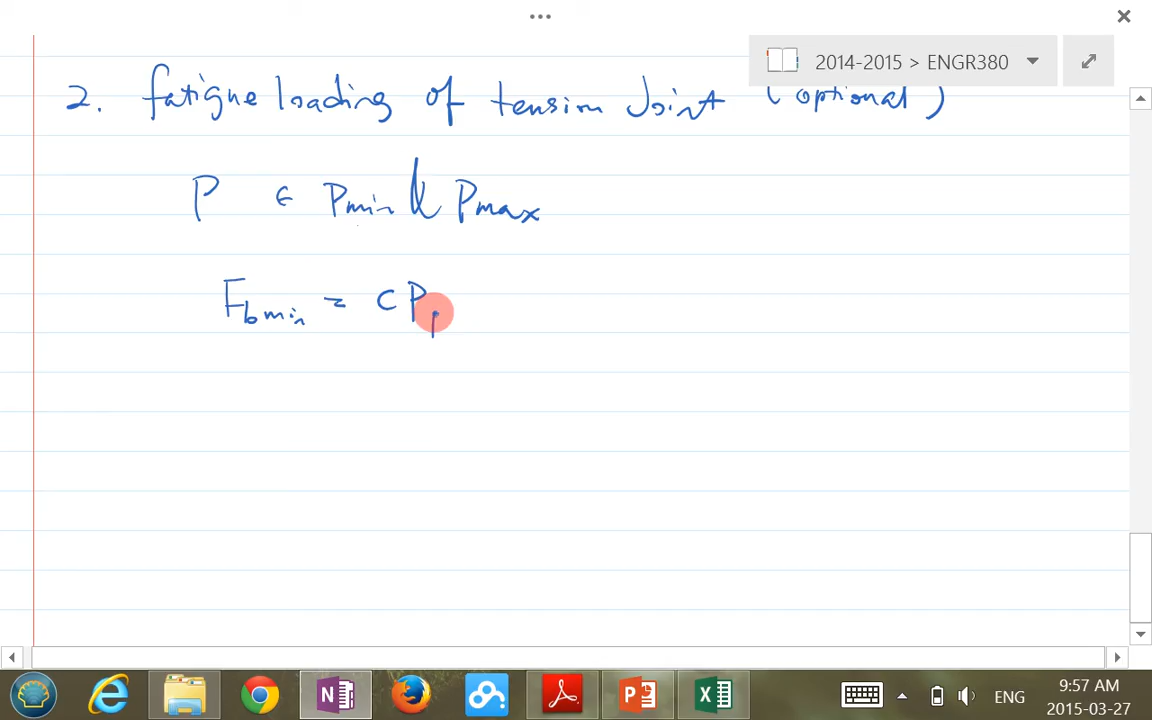 2014-2015 > ENGR380
2. fatigue loading of tension Joint (optional)
P ∈ Pmin & Pmax
Fbmin = CP
ENG
9:57 AM
2015-03-27